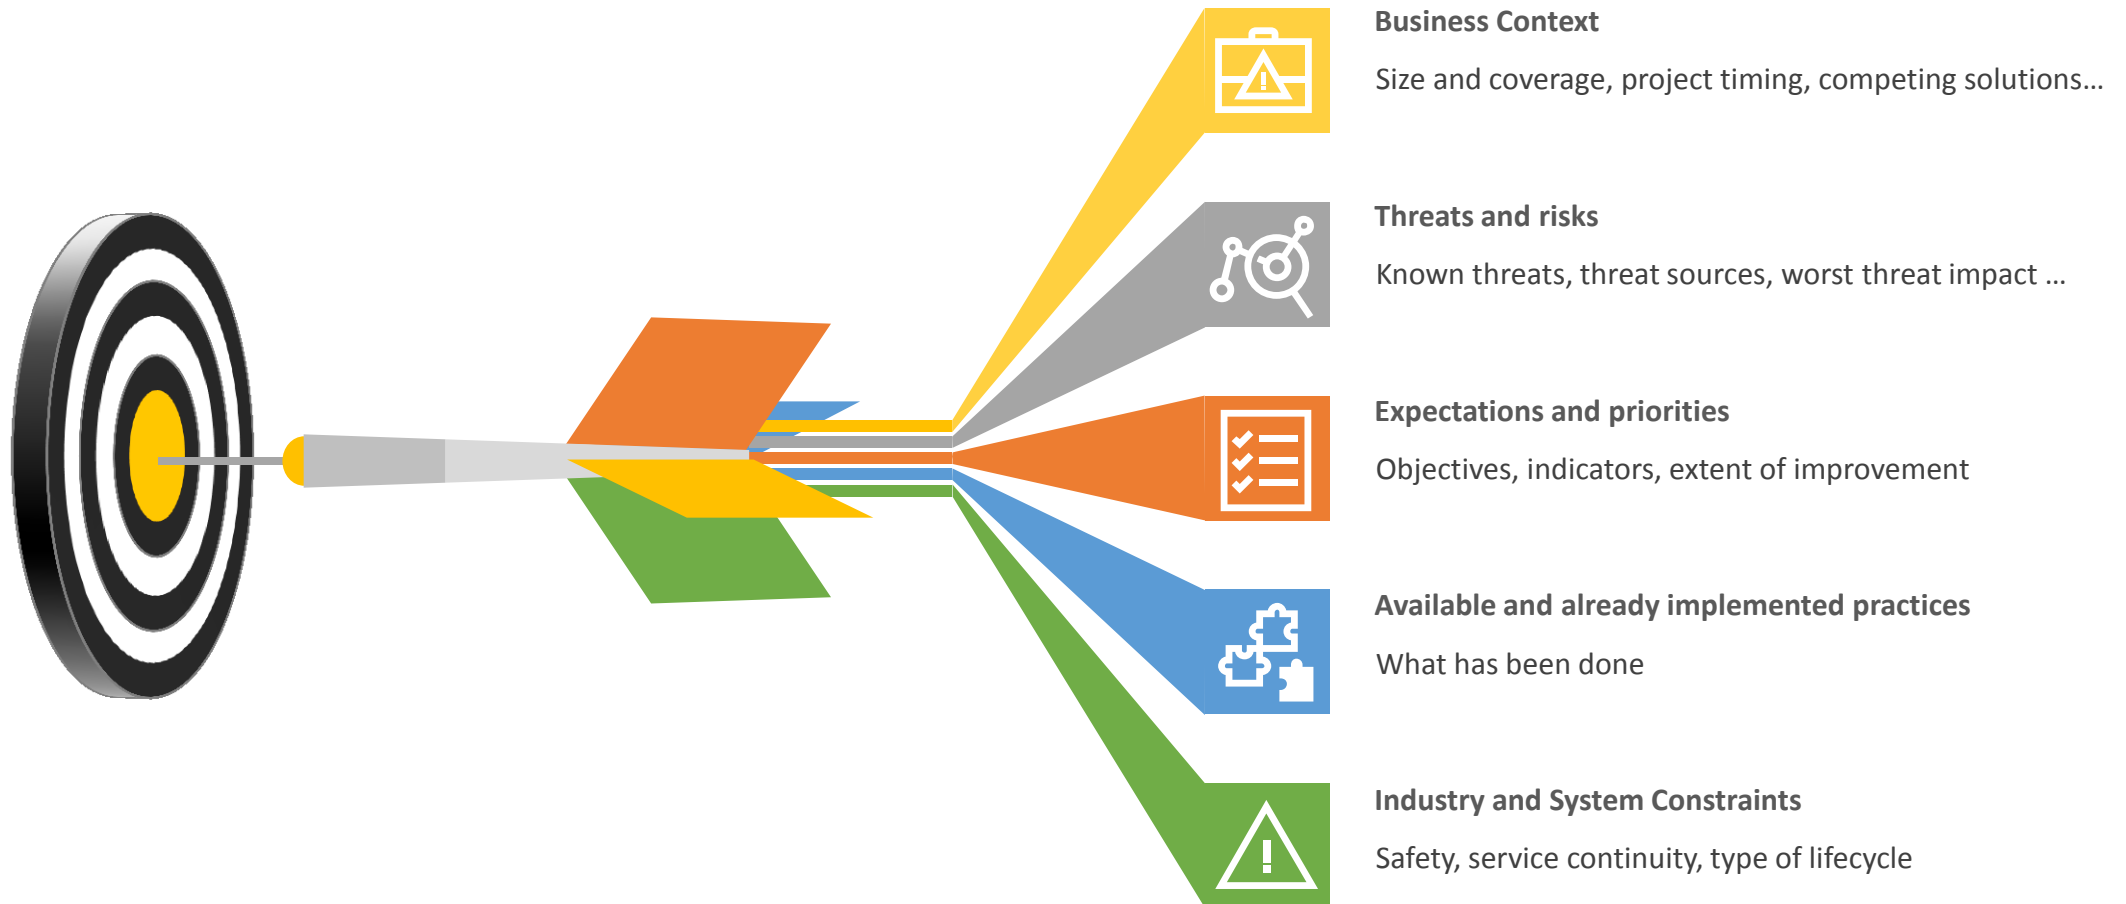 Business Context
Size and coverage, project timing, competing solutions…
Threats and risks
Known threats, threat sources, worst threat impact …
Expectations and priorities
Objectives, indicators, extent of improvement
Available and already implemented practices
What has been done
Industry and System Constraints
Safety, service continuity, type of lifecycle